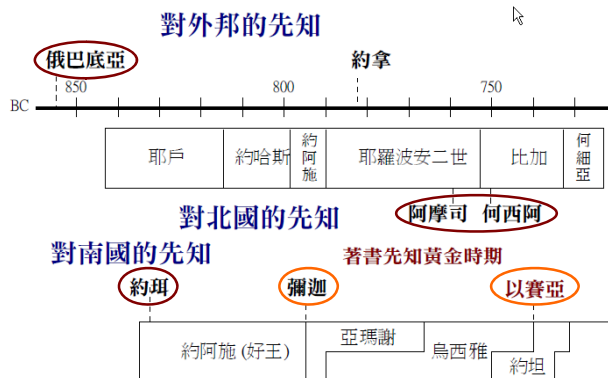 對外邦的先知
俄巴底亞
約拿
850
800
750
BC
耶戶
約哈斯
約阿施
耶羅波安二世
比加
何細亞
阿摩司
何西阿
對北國的先知
對南國的先知
著書先知黃金時期
約珥
彌迦
以賽亞
約阿施 (好王)
亞瑪謝
烏西雅
約坦